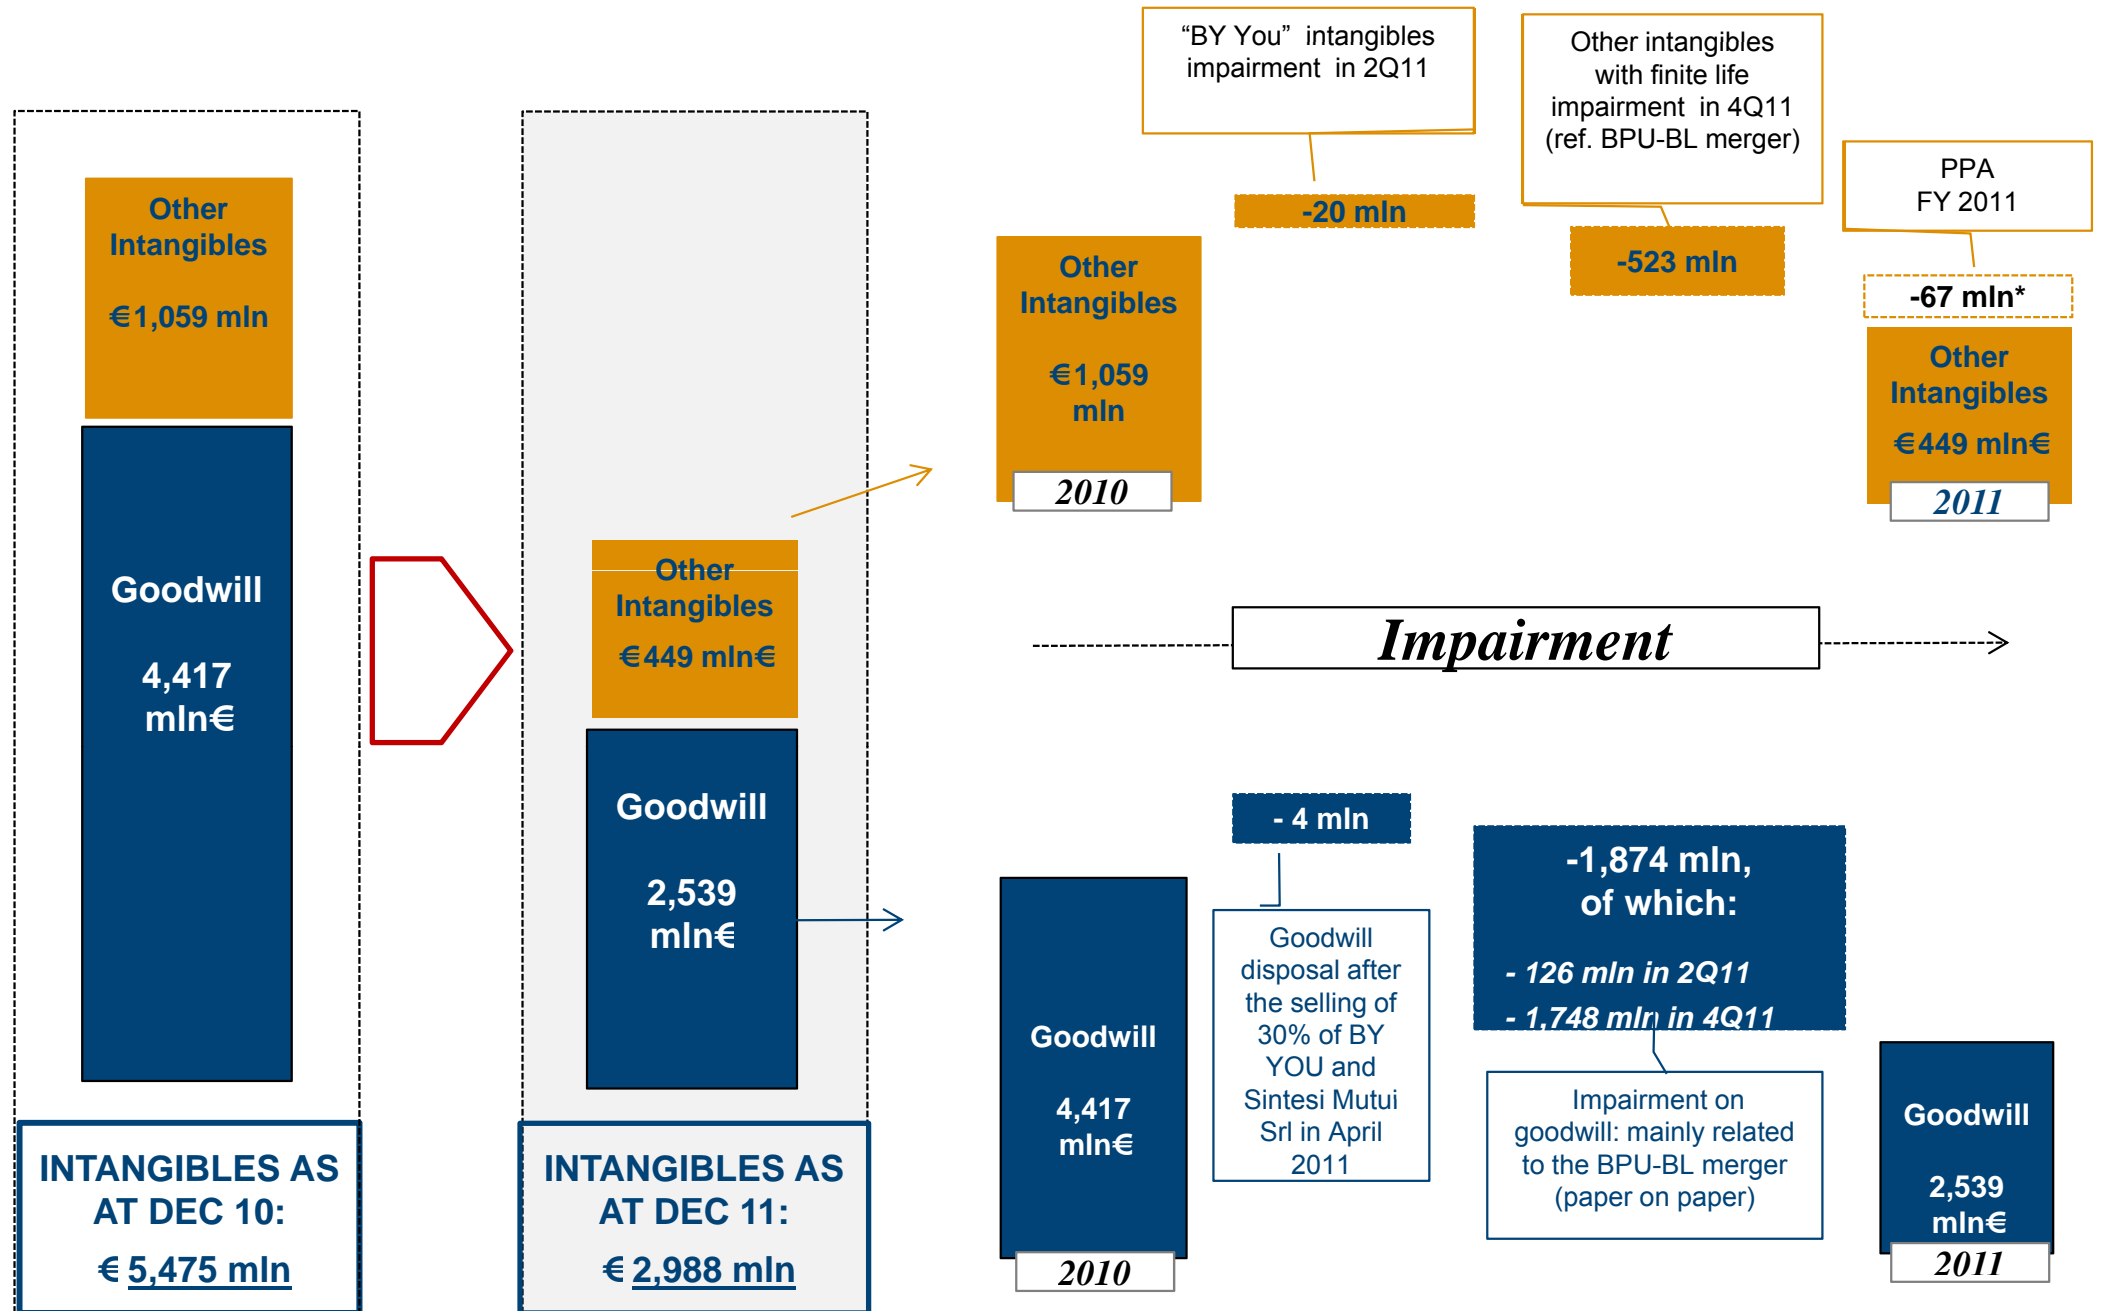 Other
Intangibles
€1,059 mln
Goodwill
4,417
mln€
INTANGIBLES AS
AT DEC 10:
€ 5,475 mln
Other
Intangibles
€449 mln€
Goodwill
2,539
mln€
INTANGIBLES AS
AT DEC 11:
€ 2,988 mln
“BY You” intangibles
impairment in 2Q11
-20 mln
Other intangibles
with finite life
impairment in 4Q11
(ref. BPU-BL merger)
-523 mln
PPA
FY 2011
-67 mln*
Other
Intangibles
€1,059
mln
2010
Other
Intangibles
€449 mln€
2011
Impairment
- 4 mln
Goodwill
disposal after
the selling of
30% of BY
YOU and
Sintesi Mutui
Srl in April
2011
-1,874 mln,
of which:
- 126 mln in 2Q11
- 1,748 mln in 4Q11
Impairment on
goodwill: mainly related
to the BPU-BL merger
(paper on paper)
Goodwill
4,417
mln€
2010
Goodwill
2,539
mln€
2011